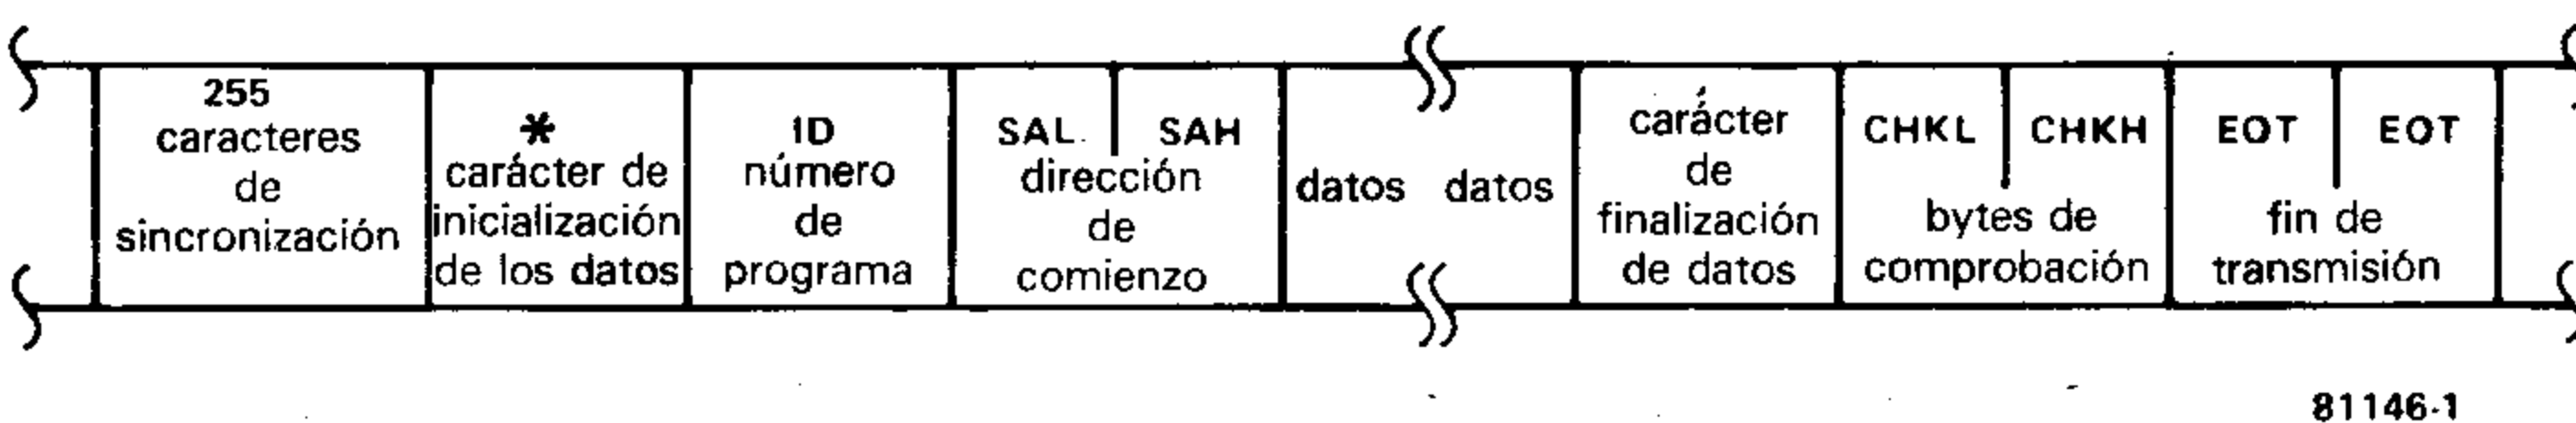 255
caracteres
de
sincronización
*
carácter de
inicialización
de los datos
ID
número
de
programa
SAL SAH
dirección
de
comienzo
datos datos
carácter
de
finalización
de datos
CHKL CHKH
bytes de
comprobación
EOT EOT
fin de
transmisión
81146-1